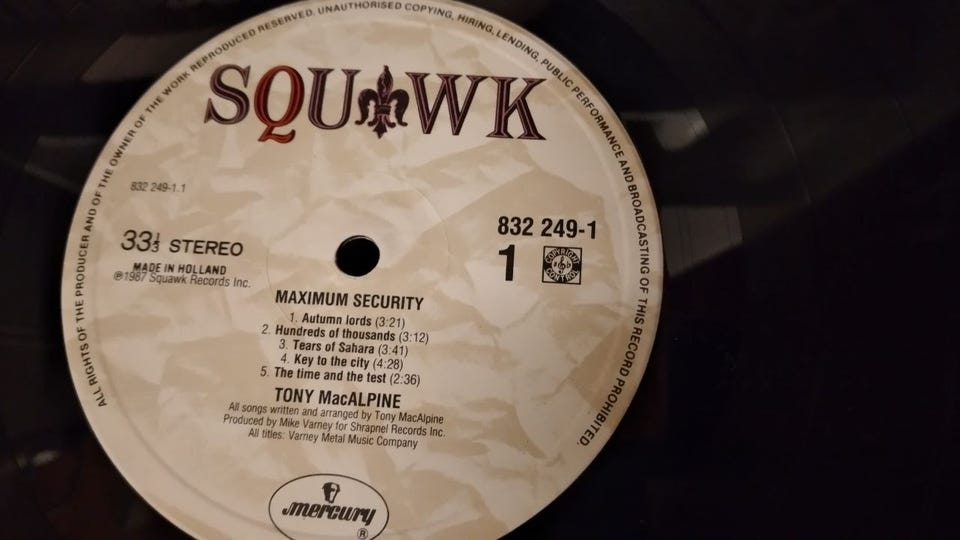 ALL RIGHTS OF THE PRODUCER AND OF THE OWNER OF THE WORK REPRODUCED RESERVED. UNAUTHORISED COPYING, HIRING, LENDING, PUBLIC PERFORMANCE AND BROADCASTING OF THIS RECORD PROHIBITED.
SQUAWK
832 249-1.1
33⅓ STEREO
MADE IN HOLLAND
℗1987 Squawk Records Inc.
832 249-1
1
COPYRIGHT
CONTROL
MAXIMUM SECURITY
1. Autumn lords (3:21)
2. Hundreds of thousands (3:12)
3. Tears of Sahara (3:41)
4. Key to the city (4:28)
5. The time and the test (2:36)
TONY MacALPINE
All songs written and arranged by Tony MacAlpine
Produced by Mike Varney for Shrapnel Records Inc.
All titles: Varney Metal Music Company
mercury
®